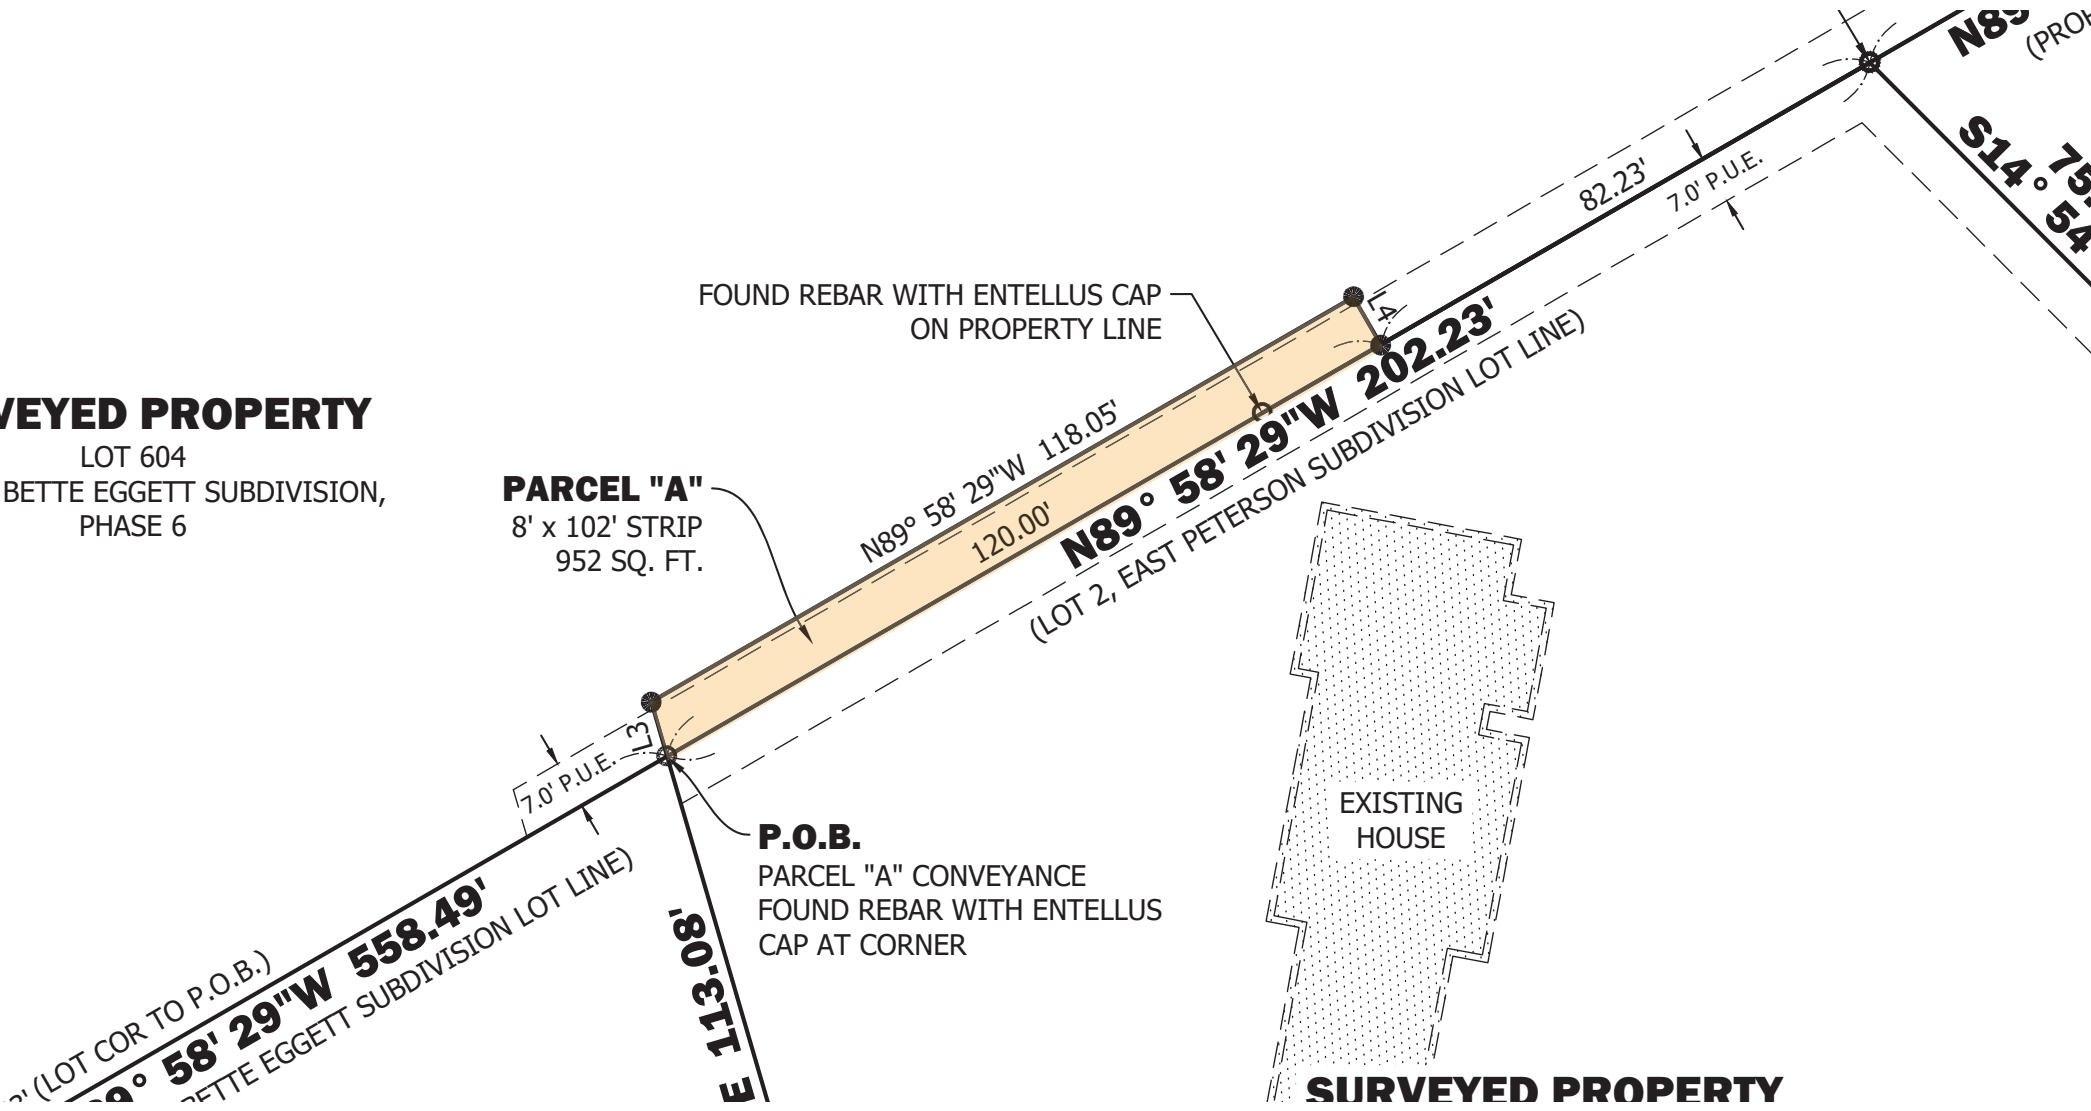 N89
(PROP
82.23'
7.0' P.U.E.
S14° 54
75.
FOUND REBAR WITH ENTELLUS CAP
ON PROPERTY LINE
L4
N89° 58' 29"W 202.23'
(LOT 2, EAST PETERSON SUBDIVISION LOT LINE)
VEYED PROPERTY
LOT 604
BETTE EGGETT SUBDIVISION,
PHASE 6
N89° 58' 29"W 118.05'
120.00'
PARCEL "A"
8' x 102' STRIP
952 SQ. FT.
L3
7.0' P.U.E.
EXISTING
HOUSE
P.O.B.
PARCEL "A" CONVEYANCE
FOUND REBAR WITH ENTELLUS
CAP AT CORNER
(LOT COR TO P.O.B.)
9° 58' 29"W 558.49'
BETTE EGGETT SUBDIVISION LOT LINE)
E 113.08'
SURVEYED PROPERTY